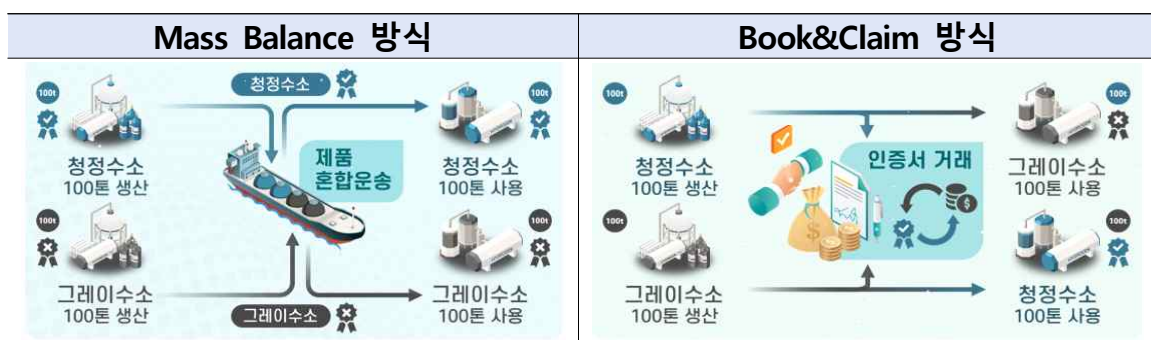 Mass Balance 방식
Book&Claim 방식
청정수소
100t
100t
청정수소
100톤 생산
제품
혼합운송
청정수소
100톤 사용
100t
100t
그레이수소
100톤 생산
그레이수소
그레이수소
100톤 사용
100t
100t
청정수소
100톤 생산
인증서 거래
그레이수소
100톤 사용
100t
100t
그레이수소
100톤 생산
청정수소
100톤 사용